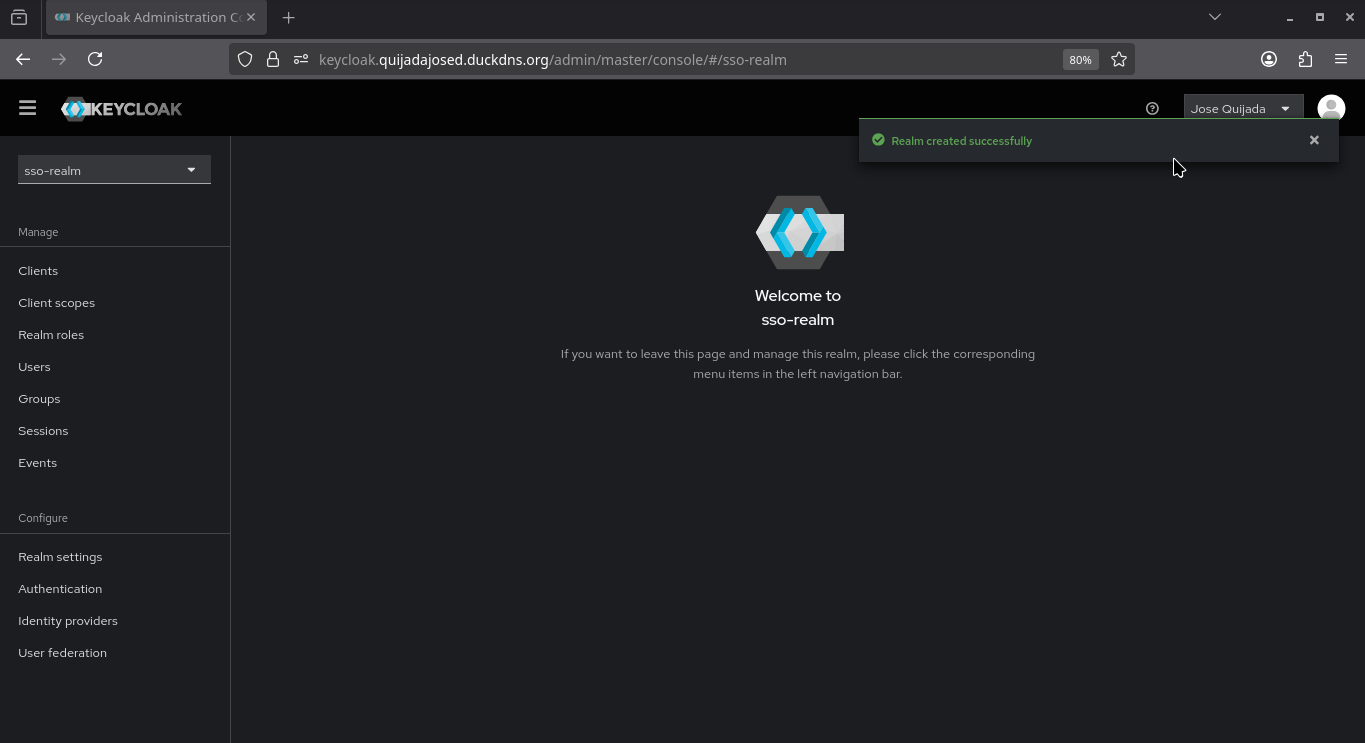 Keycloak Administration C
keycloak.quijadajosed.duckdns.org/admin/master/console/#/sso-realm
80%
KEYCLOAK
Jose Quijada
Realm created successfully
sso-realm
Manage
Clients
Client scopes
Realm roles
Users
Groups
Sessions
Events
Configure
Realm settings
Authentication
Identity providers
User federation
Welcome to
sso-realm
If you want to leave this page and manage this realm, please click the corresponding
menu items in the left navigation bar.